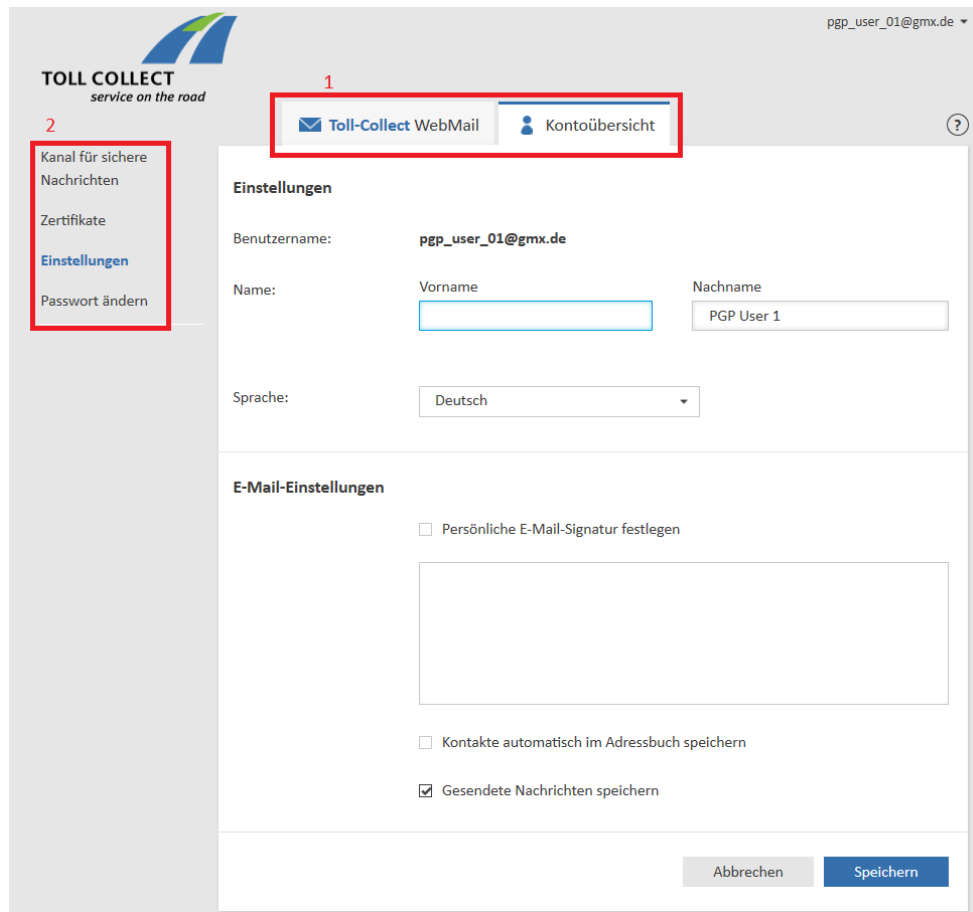 pgp_user_01@gmx.de
TOLL COLLECT
service on the road
1
Toll-Collect WebMail
Kontoübersicht
?
2
Kanal für sichere
Nachrichten
Zertifikate
Einstellungen
Passwort ändern
Einstellungen
Benutzername: pgp_user_01@gmx.de
Vorname Nachname
Name: PGP User 1
Sprache: Deutsch
E-Mail-Einstellungen
Persönliche E-Mail-Signatur festlegen
Kontakte automatisch im Adressbuch speichern
Gesendete Nachrichten speichern
Abbrechen Speichern